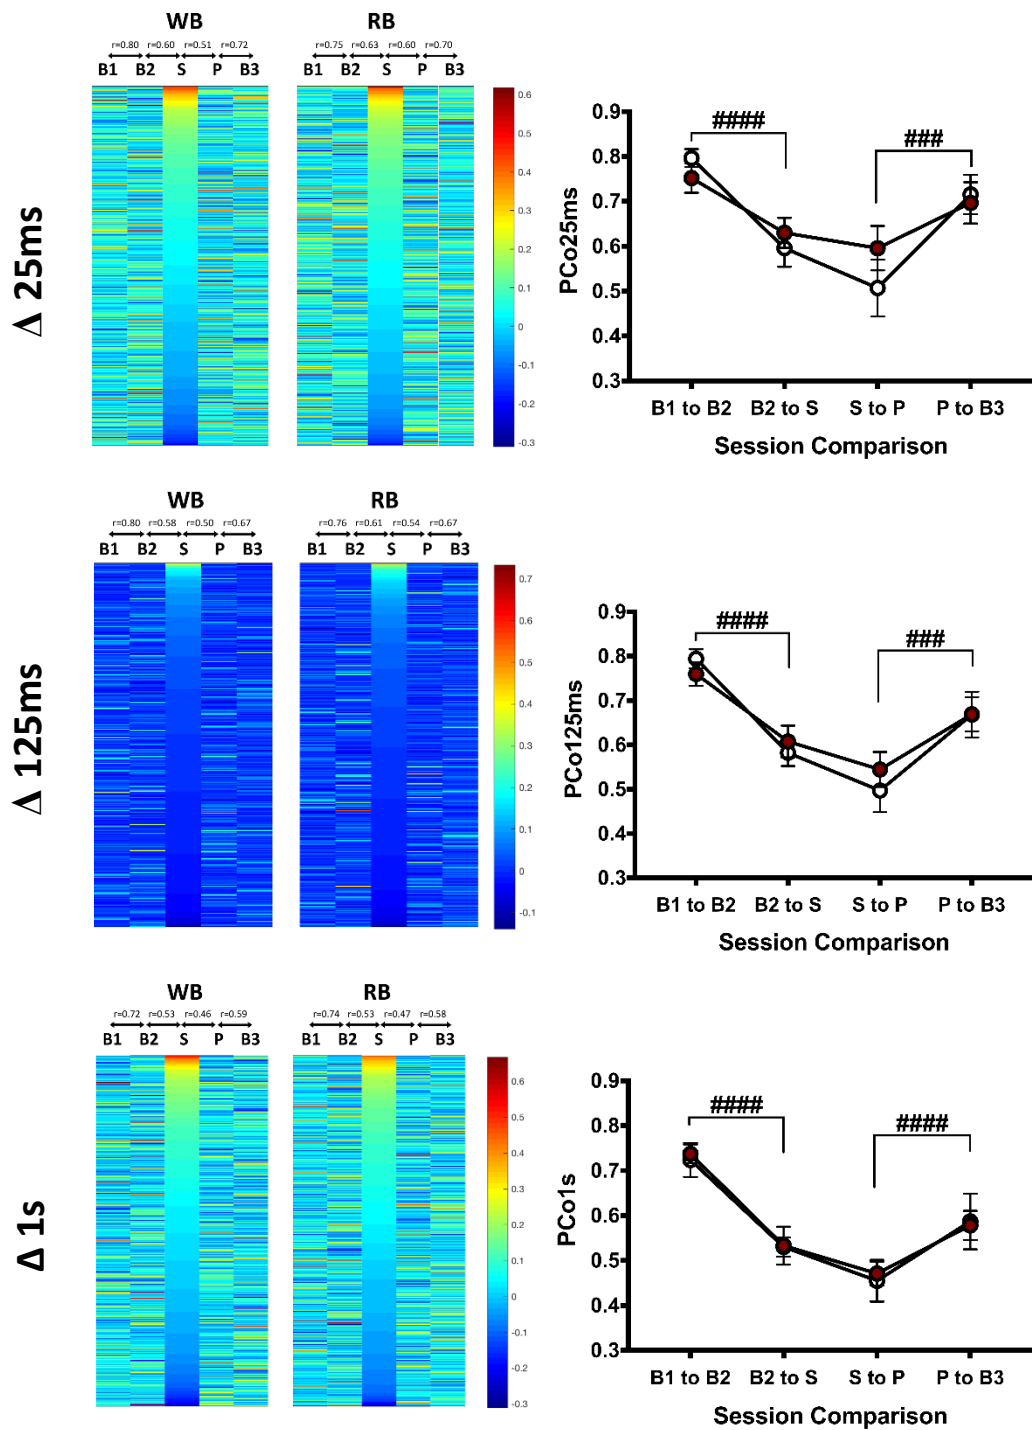 WB RB
r=0.80 r=0.60 r=0.51 r=0.72 r=0.75 r=0.63 r=0.60 r=0.70
B1 B2 S P B3 B1 B2 S P B3
Δ 25ms
0.6
0.5
0.4
0.3
0.2
0.1
0
-0.1
-0.2
-0.3
PCo25ms
0.9
0.8
0.7
0.6
0.5
0.4
0.3
#### ###
B1 to B2 B2 to S S to P P to B3
Session Comparison
WB RB
r=0.80 r=0.58 r=0.50 r=0.67 r=0.76 r=0.61 r=0.54 r=0.67
B1 B2 S P B3 B1 B2 S P B3
Δ 125ms
0.7
0.6
0.5
0.4
0.3
0.2
0.1
0
-0.1
PCo125ms
0.9
0.8
0.7
0.6
0.5
0.4
0.3
#### ###
B1 to B2 B2 to S S to P P to B3
Session Comparison
WB RB
r=0.72 r=0.53 r=0.46 r=0.59 r=0.74 r=0.53 r=0.47 r=0.58
B1 B2 S P B3 B1 B2 S P B3
Δ 1s
0.6
0.5
0.4
0.3
0.2
0.1
0
-0.1
-0.2
-0.3
PCo1s
0.9
0.8
0.7
0.6
0.5
0.4
0.3
#### ####
B1 to B2 B2 to S S to P P to B3
Session Comparison